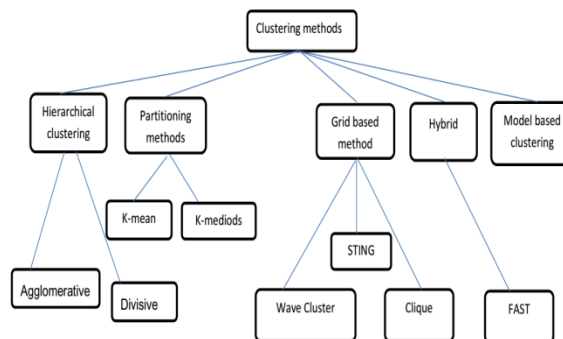 Clustering methods
Hierarchical
clustering
Partitioning
methods
Grid based
method
Hybrid
Model based
clustering
K-mean
K-mediods
STING
Agglomerative
Divisive
Wave Cluster
Clique
FAST